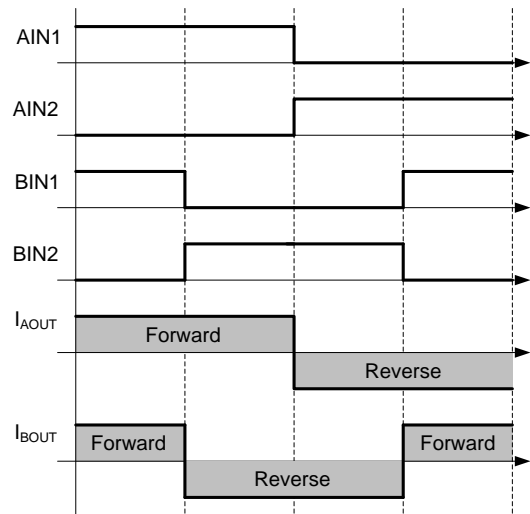 AIN1
AIN2
BIN1
BIN2
IAOUT
Forward
Reverse
IBOUT
Forward
Forward
Reverse